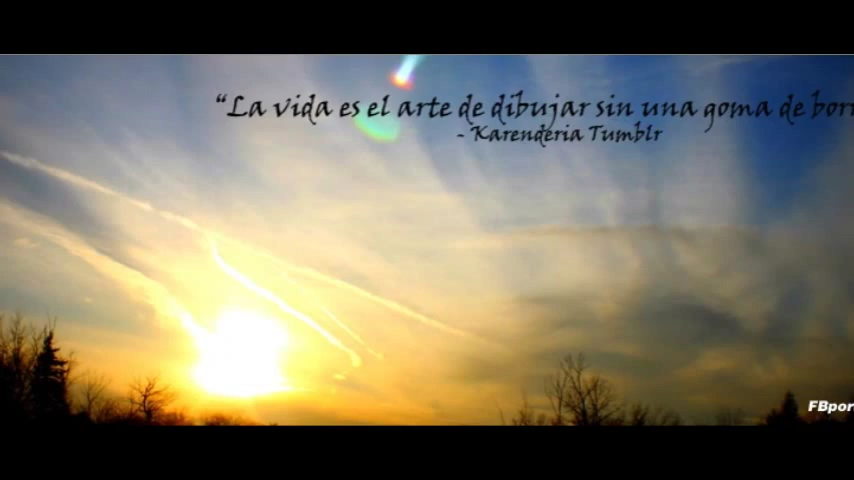 “La vida es el arte de dibujar sin una goma de
- Karenderia Tumblr